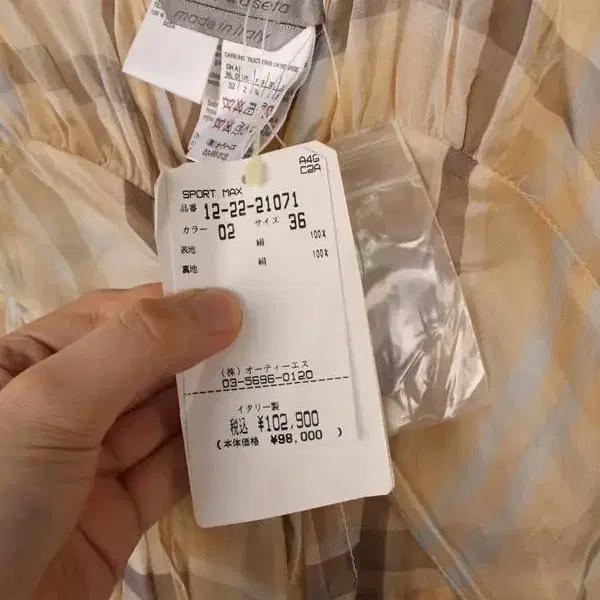 made in Italy
A4G
C2A
SPORT MAX
品番 12-22-21071
カラー 02 サイズ 36
表地 絹 100%
裏地 絹 100%
(株)オーティーエス
03-5696-0120
イタリー製
税込 ¥102,900
(本体価格 ¥98,000)